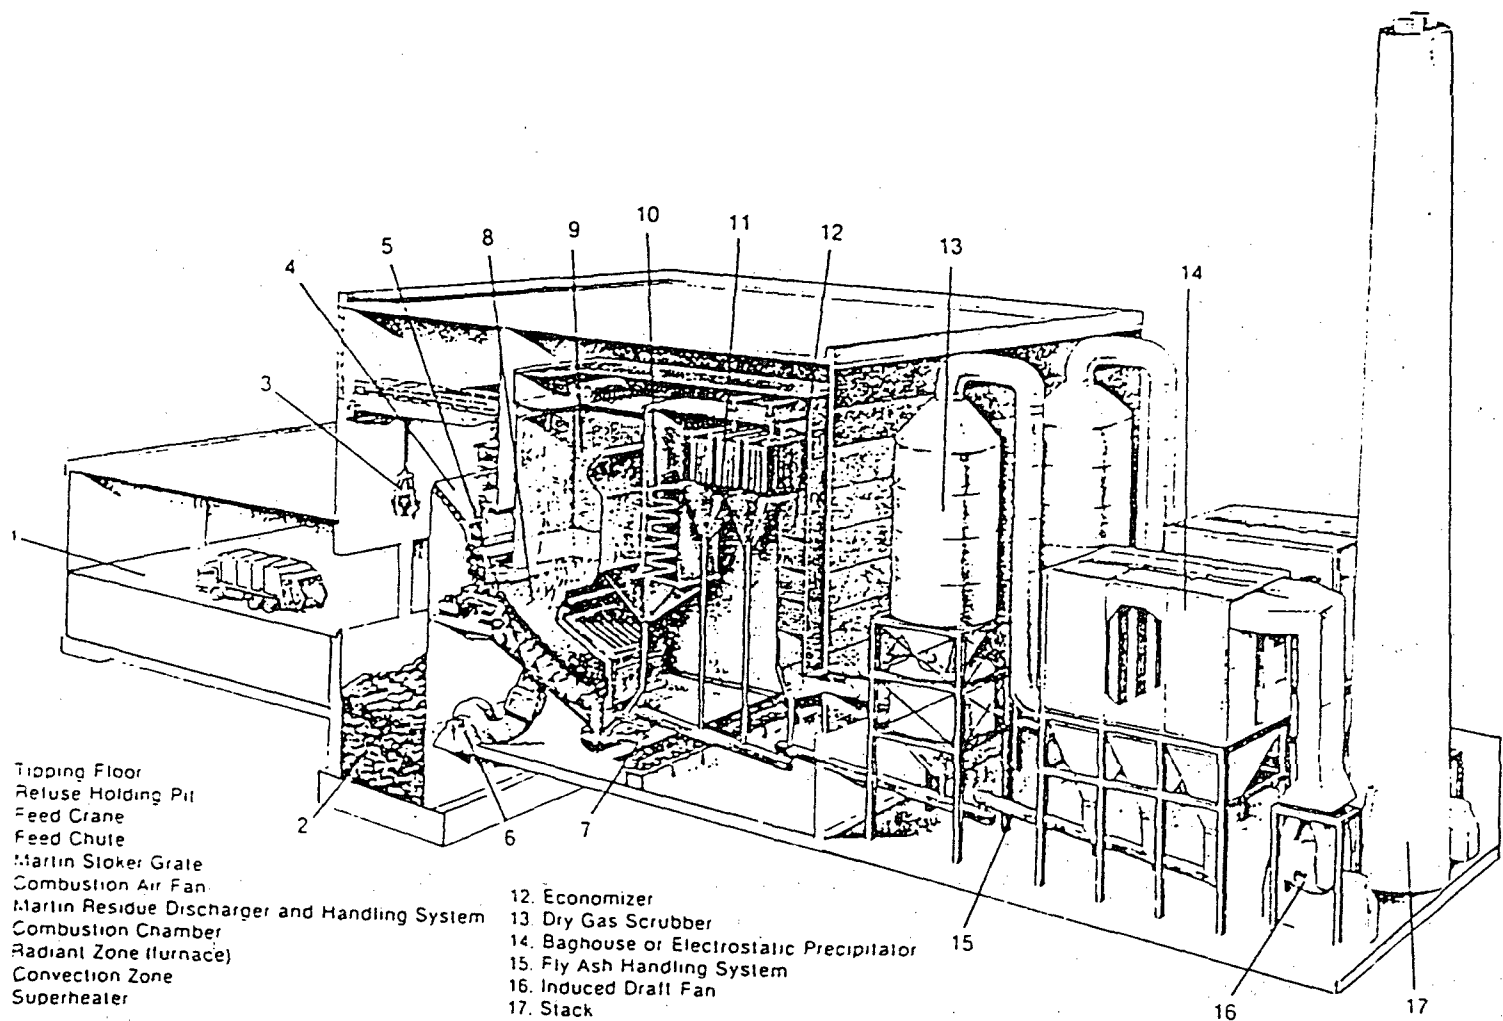 10
5
8
9
11
12
13
4
14
3
1
2
6
7
15
16
17
Tipping Floor
Refuse Holding Pit
Feed Crane
Feed Chute
Martin Stoker Grate
Combustion Air Fan
Martin Residue Discharger and Handling System
Combustion Chamber
Radiant Zone (furnace)
Convection Zone
Superheater
12. Economizer
13. Dry Gas Scrubber
14. Baghouse or Electrostatic Precipitator
15. Fly Ash Handling System
16. Induced Draft Fan
17. Stack